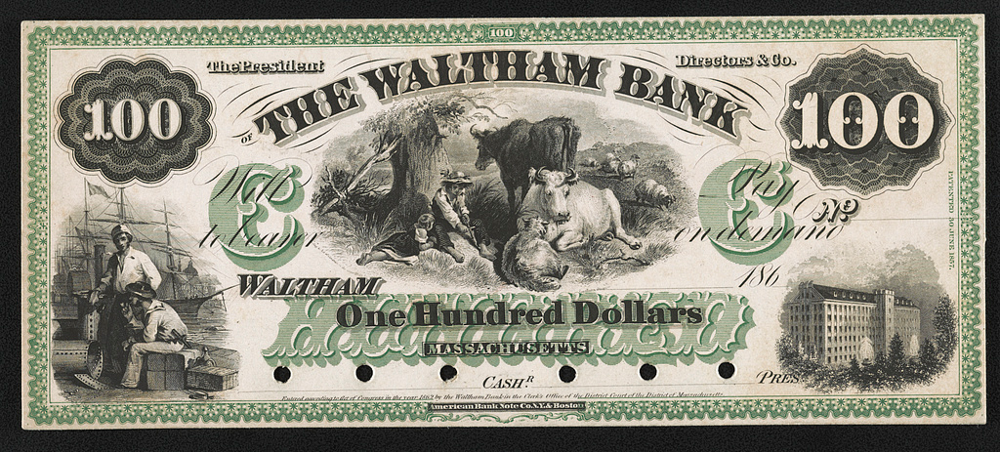 100
The President
Directors & Co.
OF THE WALTHAM BANK
100
100
Will Pay
C C
to bearer on demand
No
PATENTED 30 JUNE 1857.
WALTHAM 186
One Hundred Dollars
MASSACHUSETTS
CASHR. PRES
Entered according to Act of Congress in the year 1862 by the Waltham Bank in the Clerk's Office of the District Court of the District of Massachusetts
American Bank Note Co. N.Y. & Boston